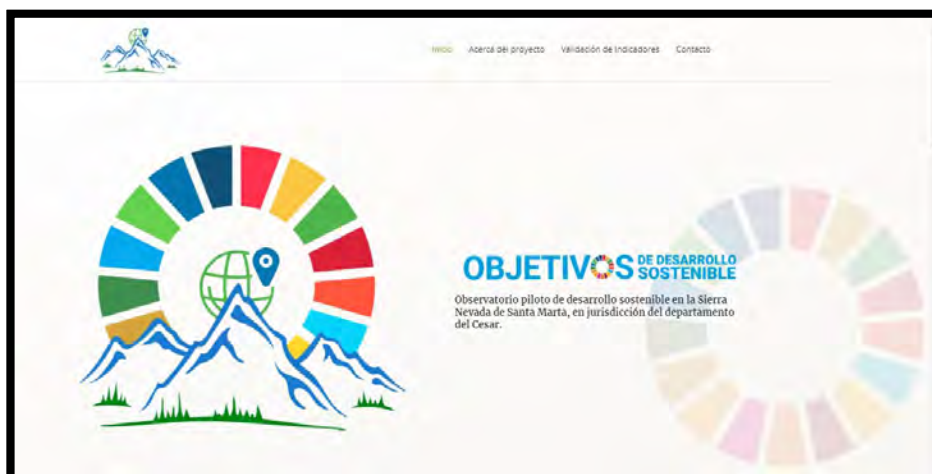 Inicio Acerca del proyecto Validación de Indicadores Contacto
OBJETIVOS DE DESARROLLO
SOSTENIBLE
Observatorio piloto de desarrollo sostenible en la Sierra
Nevada de Santa Marta, en jurisdicción del departamento
del Cesar.